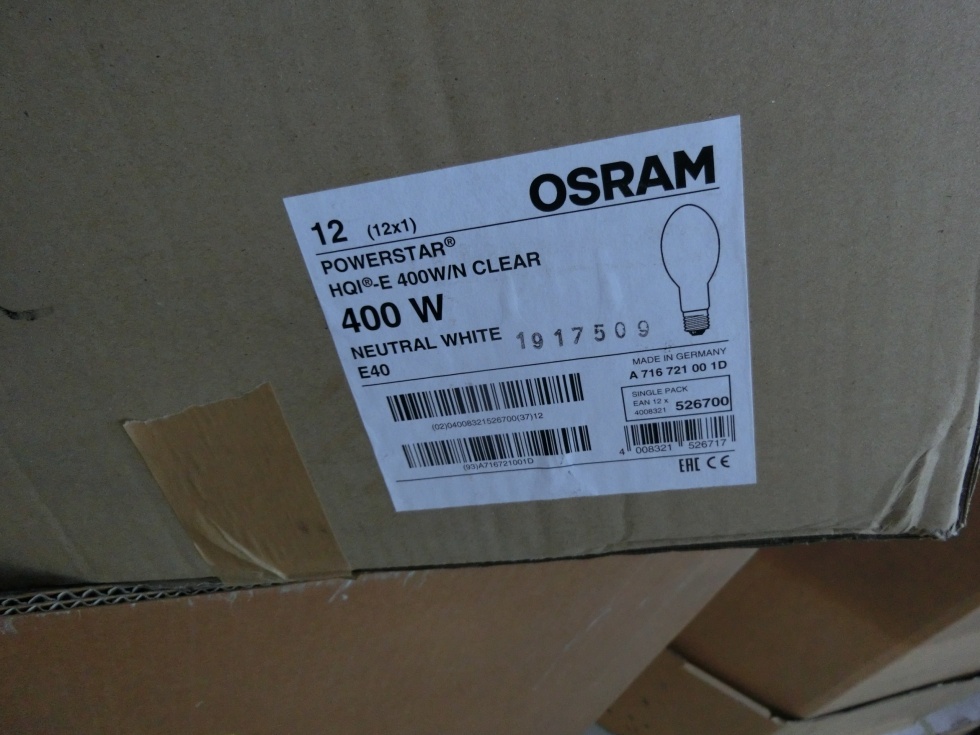 OSRAM
12 (12x1)
POWERSTAR®
HQI®-E 400W/N CLEAR
400 W
NEUTRAL WHITE
1917509
E40
MADE IN GERMANY
A 716 721 00 1D
SINGLE PACK
EAN 12 x
4008321 526700
(02)04008321526700(37)12
(93)A716721001D
4 008321 526717
EAC CE